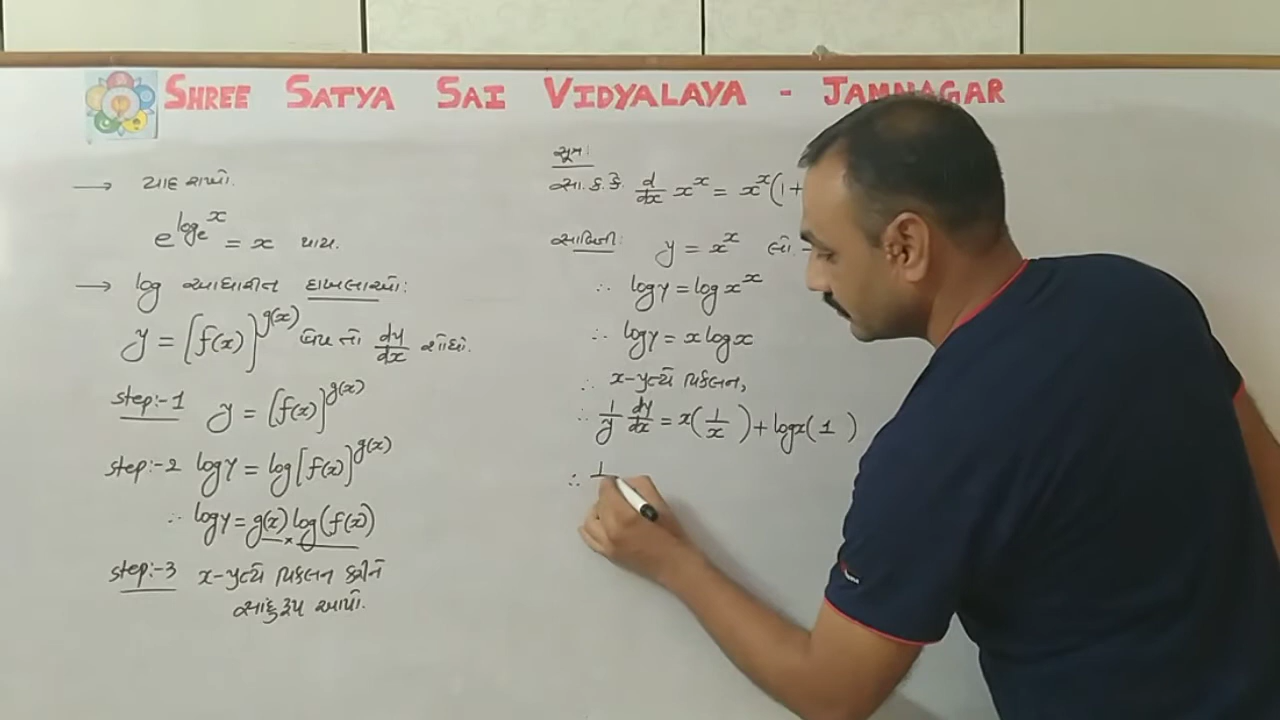 SHREE SATYA SAI VIDYALAYA - JAMNAGAR
→ યાદ રાખો.
e^{log_e x} = x થાય.
→ log આધારીત દાખલાઓ:
y = [f(x)]^{g(x)} હોય તો dy/dx શોધો.
step:-1 y = [f(x)]^{g(x)}
step:-2 log y = log [f(x)]^{g(x)}
∴ log y = g(x) × log(f(x))
step:-3 x-પ્રત્યે વિકલન કરીને
સાદુંરૂપ આપો.
સૂત્ર:
સા.ક.કે. d/dx x^x = x^x(1+
સાબિતી: y = x^x લો.
∴ log y = log x^x
∴ log y = x log x
∴ x-પ્રત્યે વિકલન,
∴ 1/y dy/dx = x(1/x) + log x(1)
∴ 1